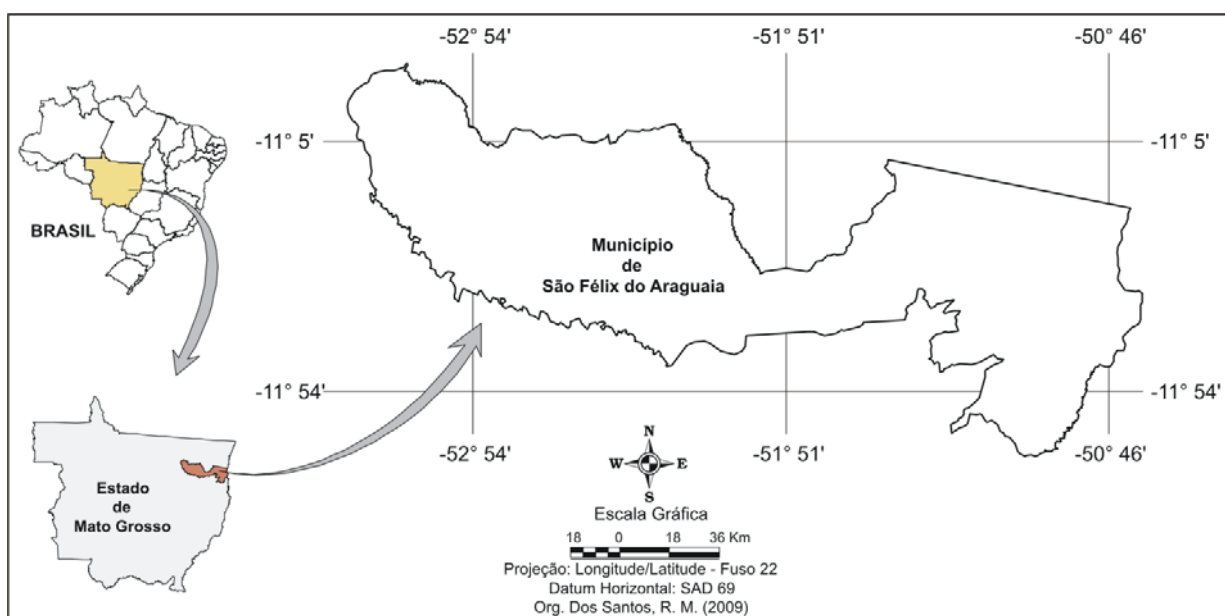 -52° 54'
-51° 51'
-50° 46'
-11° 5'
-11° 5'
BRASIL
Município
de
São Félix do Araguaia
-11° 54'
-11° 54'
-52° 54'
-51° 51'
-50° 46'
Estado
de
Mato Grosso
N
W
E
S
Escala Gráfica
18 0 18 36 Km
Projeção: Longitude/Latitude - Fuso 22
Datum Horizontal: SAD 69
Org. Dos Santos, R. M. (2009)